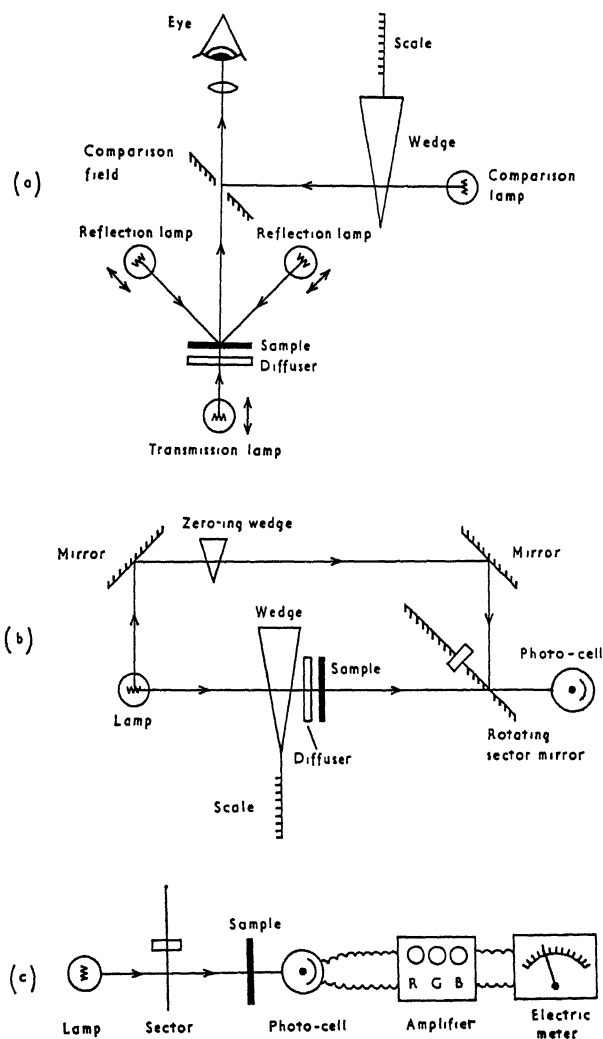 Eye
Scale
Comparison
field
Wedge
(a)
Comparison
lamp
Reflection lamp
Reflection lamp
Sample
Diffuser
Transmission lamp
Zero-ing wedge
Mirror
Mirror
Wedge
(b)
Sample
Photo-cell
Lamp
Diffuser
Rotating
sector mirror
Scale
Sample
(c)
R G B
Lamp
Sector
Photo-cell
Amplifier
Electric
meter